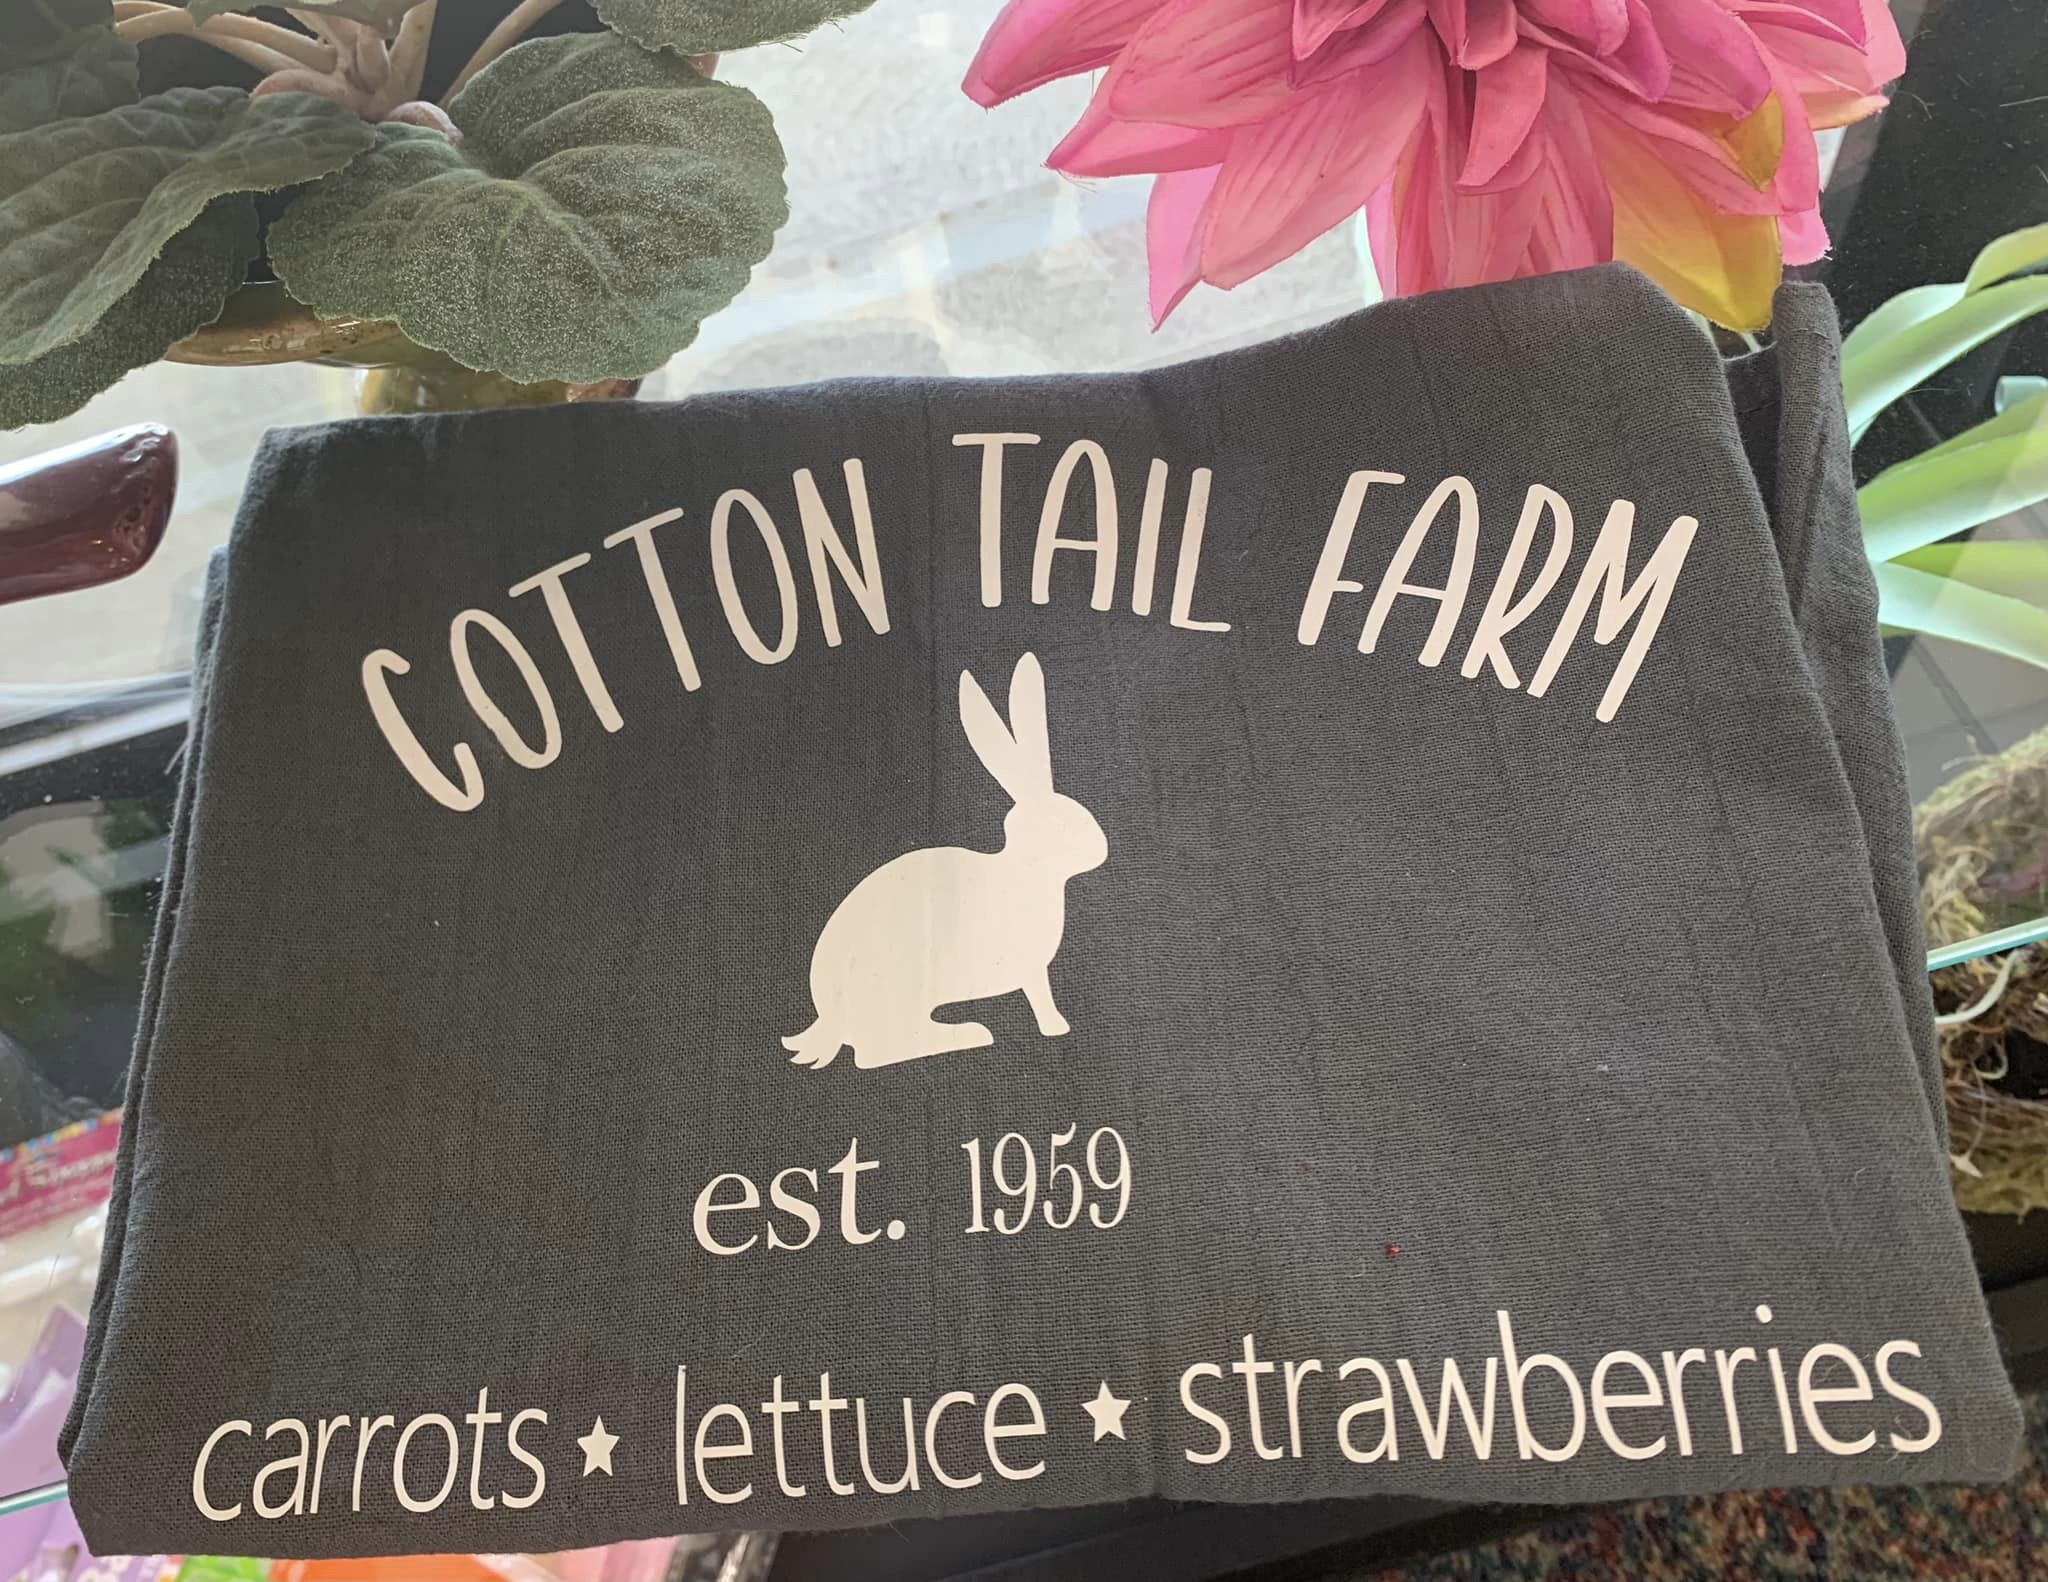 COTTON TAIL FARM
est. 1959
carrots ★ lettuce ★ strawberries